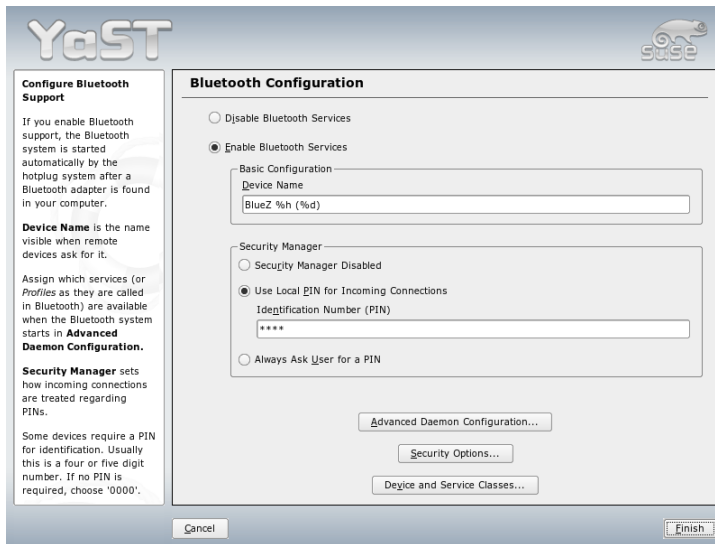 YaST
SUSE
Configure Bluetooth
Support
If you enable Bluetooth
support, the Bluetooth
system is started
automatically by the
hotplug system after a
Bluetooth adapter is found
in your computer.
Device Name is the name
visible when remote
devices ask for it.
Assign which services (or
Profiles as they are called
in Bluetooth) are available
when the Bluetooth system
starts in Advanced
Daemon Configuration.
Security Manager sets
how incoming connections
are treated regarding
PINs.
Some devices require a PIN
for identification. Usually
this is a four or five digit
number. If no PIN is
required, choose '0000'.
Bluetooth Configuration
Disable Bluetooth Services
Enable Bluetooth Services
Basic Configuration
Device Name
BlueZ %h (%d)
Security Manager
Security Manager Disabled
Use Local PIN for Incoming Connections
Identification Number (PIN)
****
Always Ask User for a PIN
Advanced Daemon Configuration...
Security Options...
Device and Service Classes...
Cancel
Finish